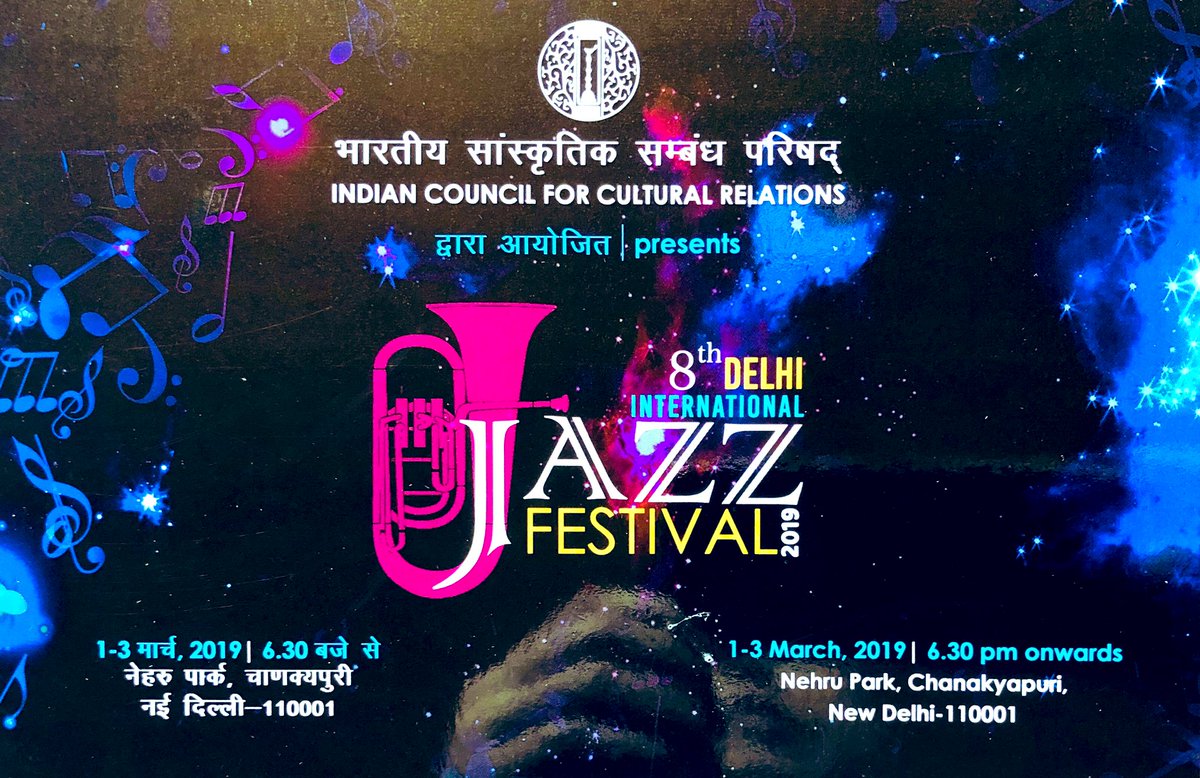 भारतीय सांस्कृतिक सम्बंध परिषद्
INDIAN COUNCIL FOR CULTURAL RELATIONS
द्वारा आयोजित | presents
8th DELHI
INTERNATIONAL
JAZZ
FESTIVAL 2019
1-3 मार्च, 2019 | 6.30 बजे से
नेहरु पार्क, चाणक्यपुरी
नई दिल्ली-110001
1-3 March, 2019 | 6.30 pm onwards
Nehru Park, Chanakyapuri,
New Delhi-110001